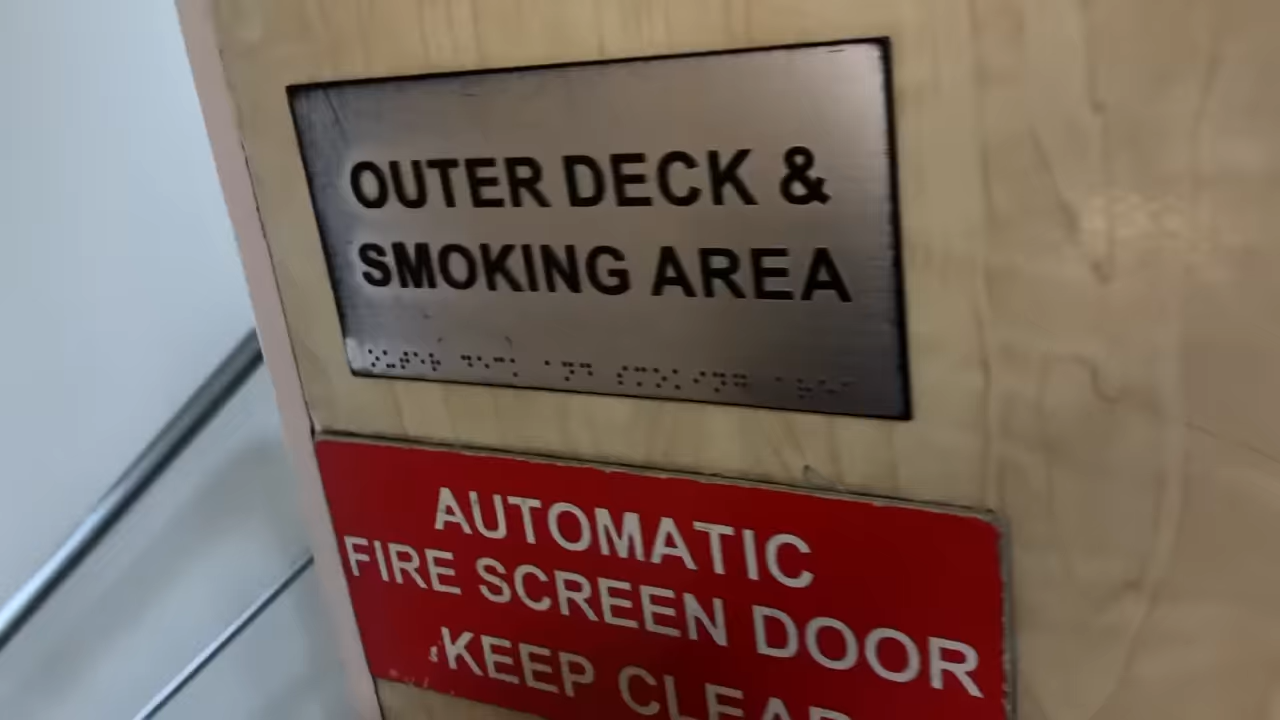 OUTER DECK &
SMOKING AREA
AUTOMATIC
FIRE SCREEN DOOR
KEEP CLEAR